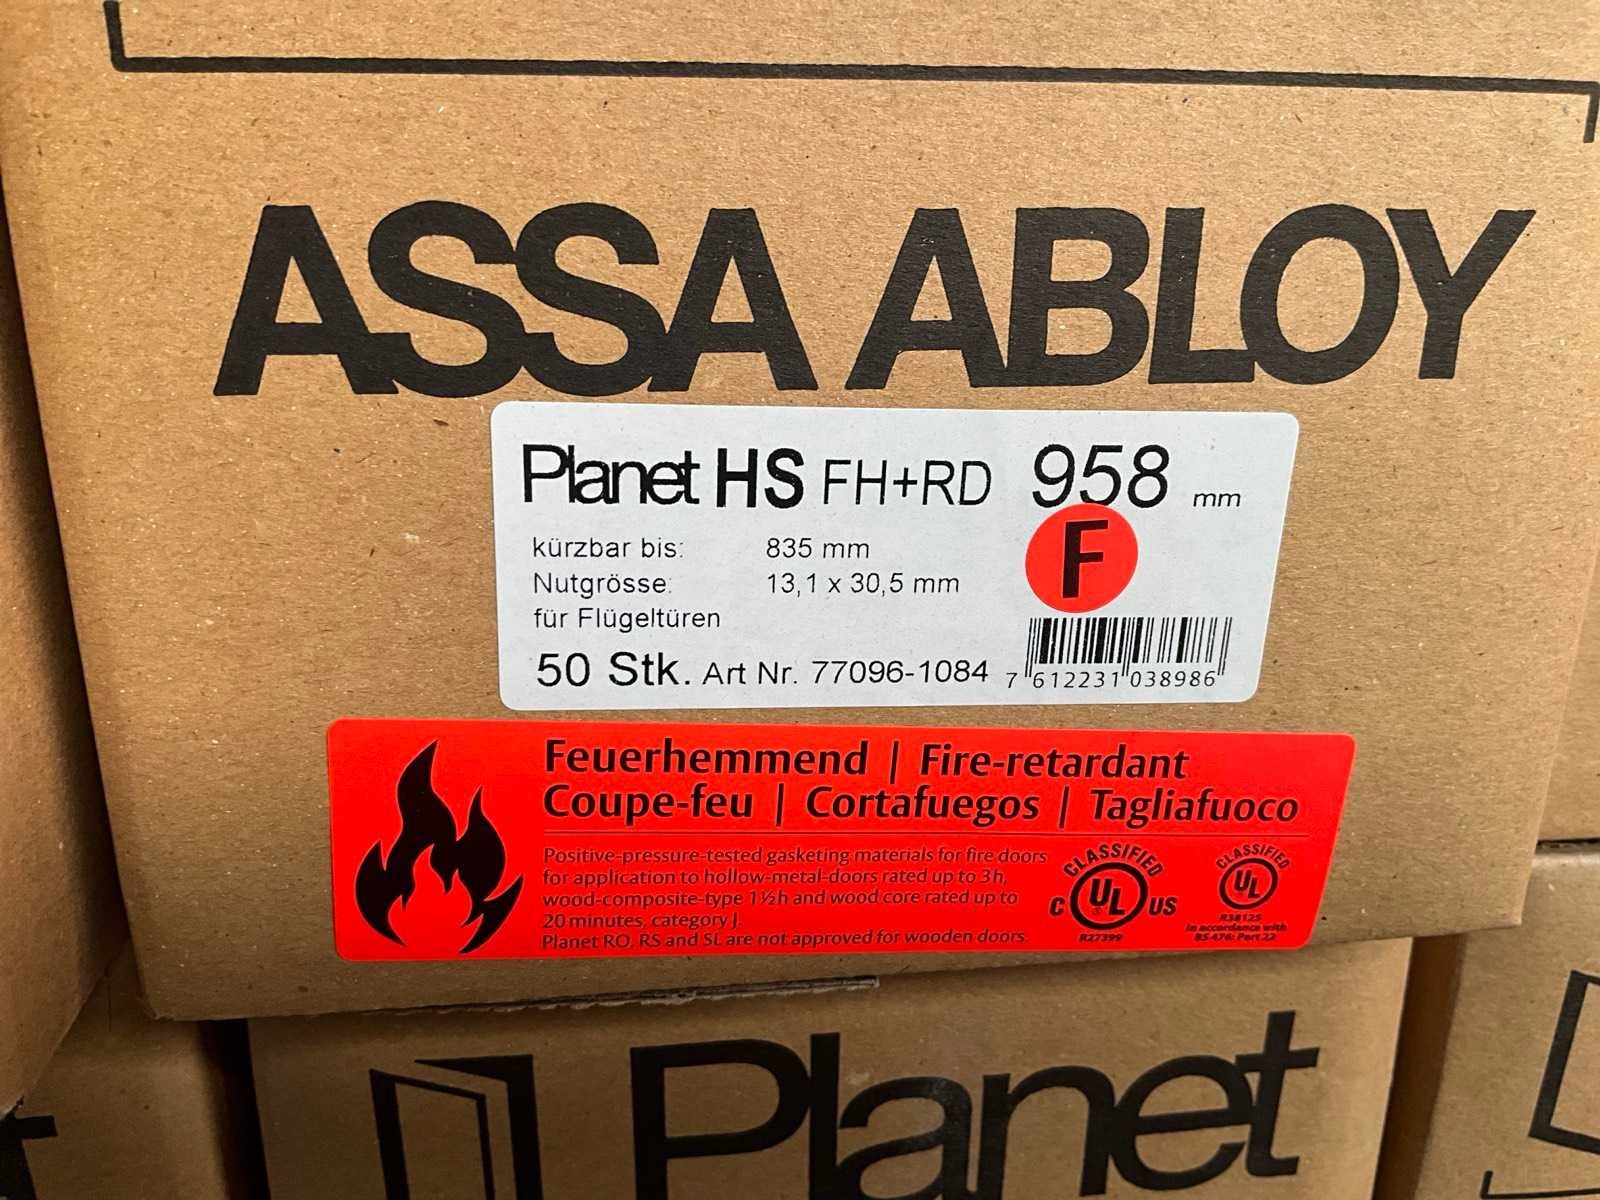 ASSA ABLOY
Planet HS FH+RD 958 mm
F
kürzbar bis: 835 mm
Nutgrösse: 13,1 x 30,5 mm
für Flügeltüren
50 Stk. Art Nr. 77096-1084
7 612231 038986
Feuerhemmend | Fire-retardant
Coupe-feu | Cortafuegos | Tagliafuoco
Positive-pressure-tested gasketing materials for fire doors
for application to hollow-metal-doors rated up to 3h,
wood-composite-type 1½h and wood core rated up to
20 minutes, category J.
Planet RO, RS and SL are not approved for wooden doors.
CLASSIFIED
C UL US
®
R27399
CLASSIFIED
UL
®
R38125
In accordance with
BS 476: Part 22
Planet